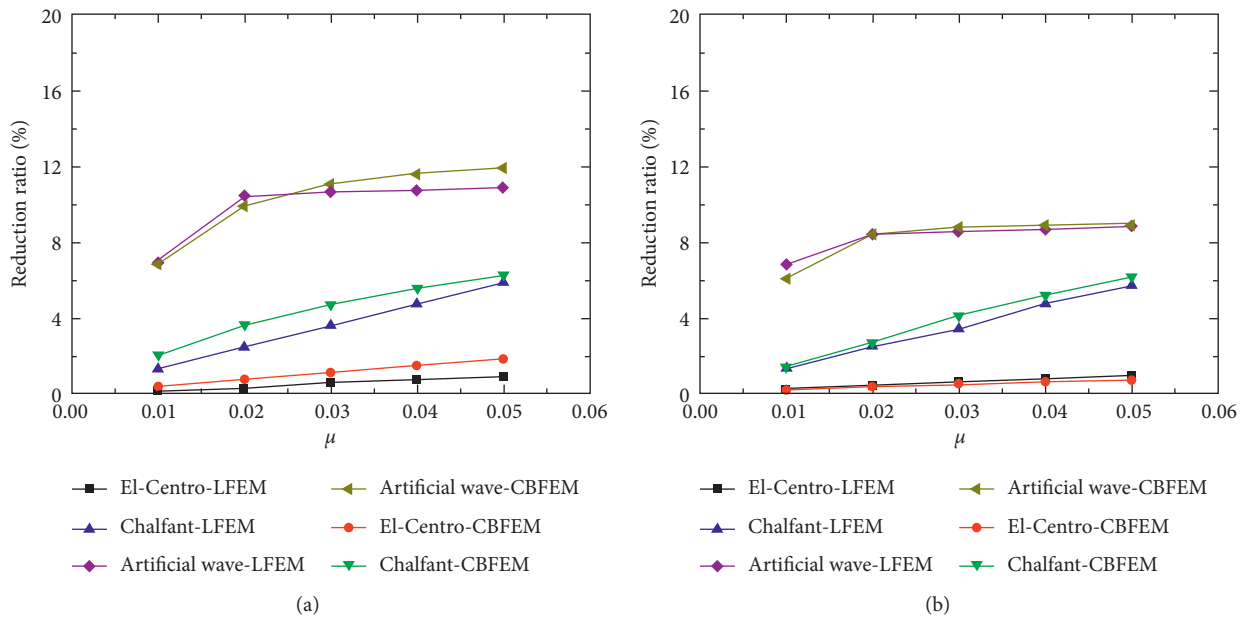 20
16
12
8
4
0
Reduction ratio (%)
0.00
0.01
0.02
0.03
0.04
0.05
0.06
μ
El-Centro-LFEM
Chalfant-LFEM
Artificial wave-LFEM
Artificial wave-CBFEM
El-Centro-CBFEM
Chalfant-CBFEM
(a)
20
16
12
8
4
0
Reduction ratio (%)
0.00
0.01
0.02
0.03
0.04
0.05
0.06
μ
El-Centro-LFEM
Chalfant-LFEM
Artificial wave-LFEM
Artificial wave-CBFEM
El-Centro-CBFEM
Chalfant-CBFEM
(b)